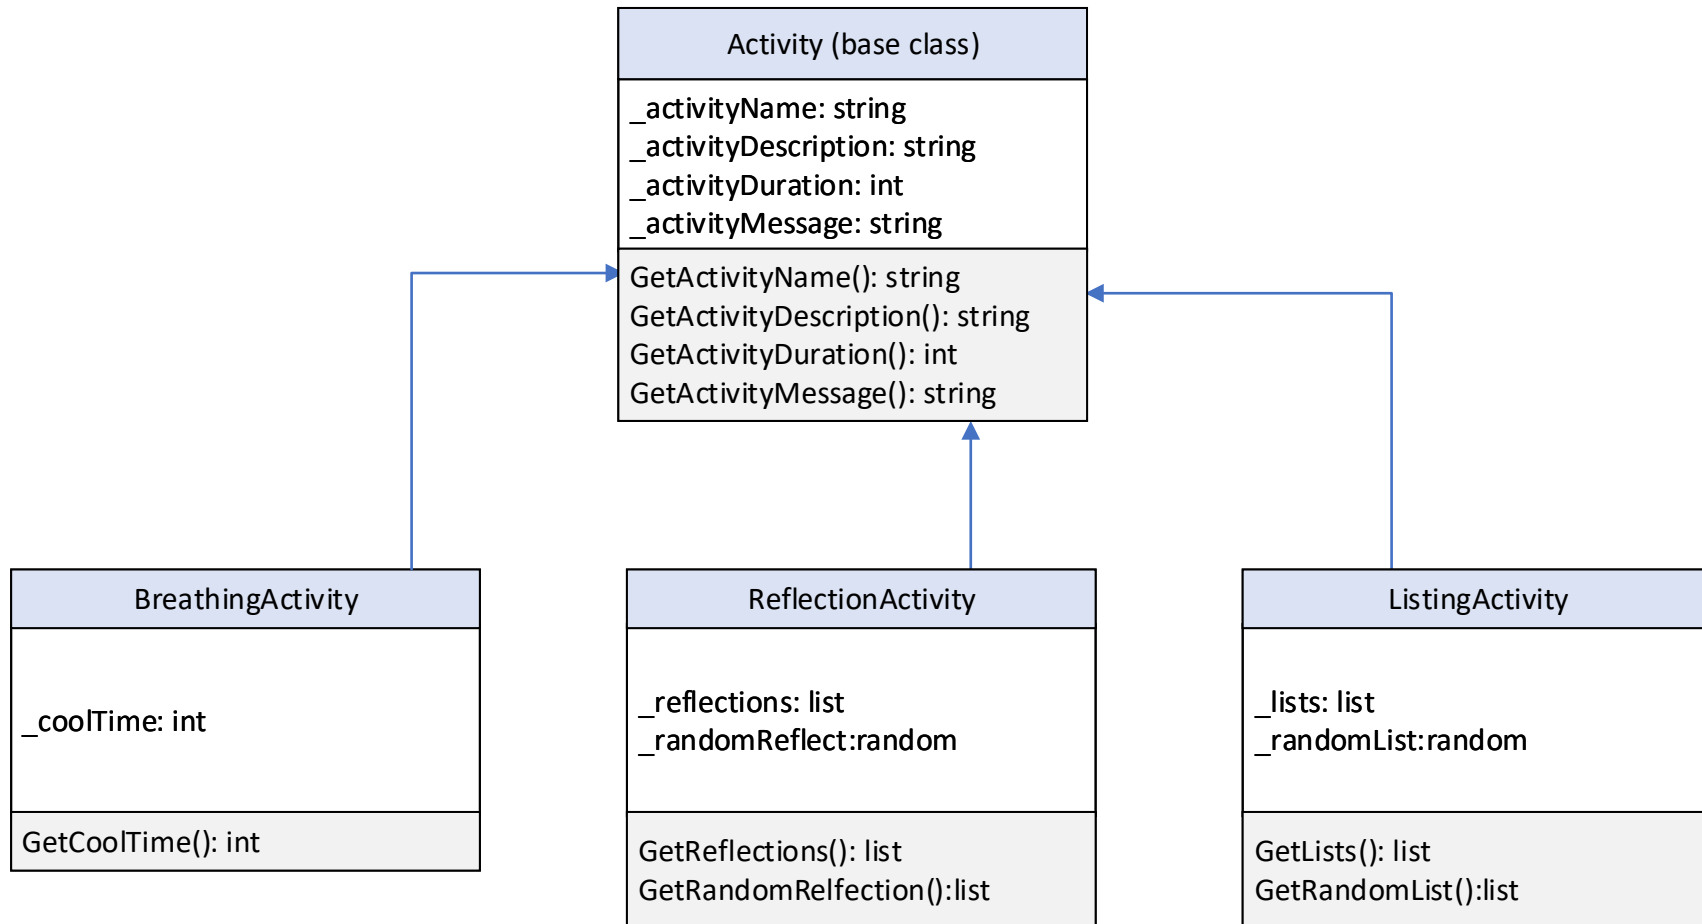 Activity (base class)
_activityName: string
_activityDescription: string
_activityDuration: int
_activityMessage: string
GetActivityName(): string
GetActivityDescription(): string
GetActivityDuration(): int
GetActivityMessage(): string
BreathingActivity
_coolTime: int
GetCoolTime(): int
ReflectionActivity
_reflections: list
_randomReflect:random
GetReflections(): list
GetRandomRelfection():list
ListingActivity
_lists: list
_randomList:random
GetLists(): list
GetRandomList():list